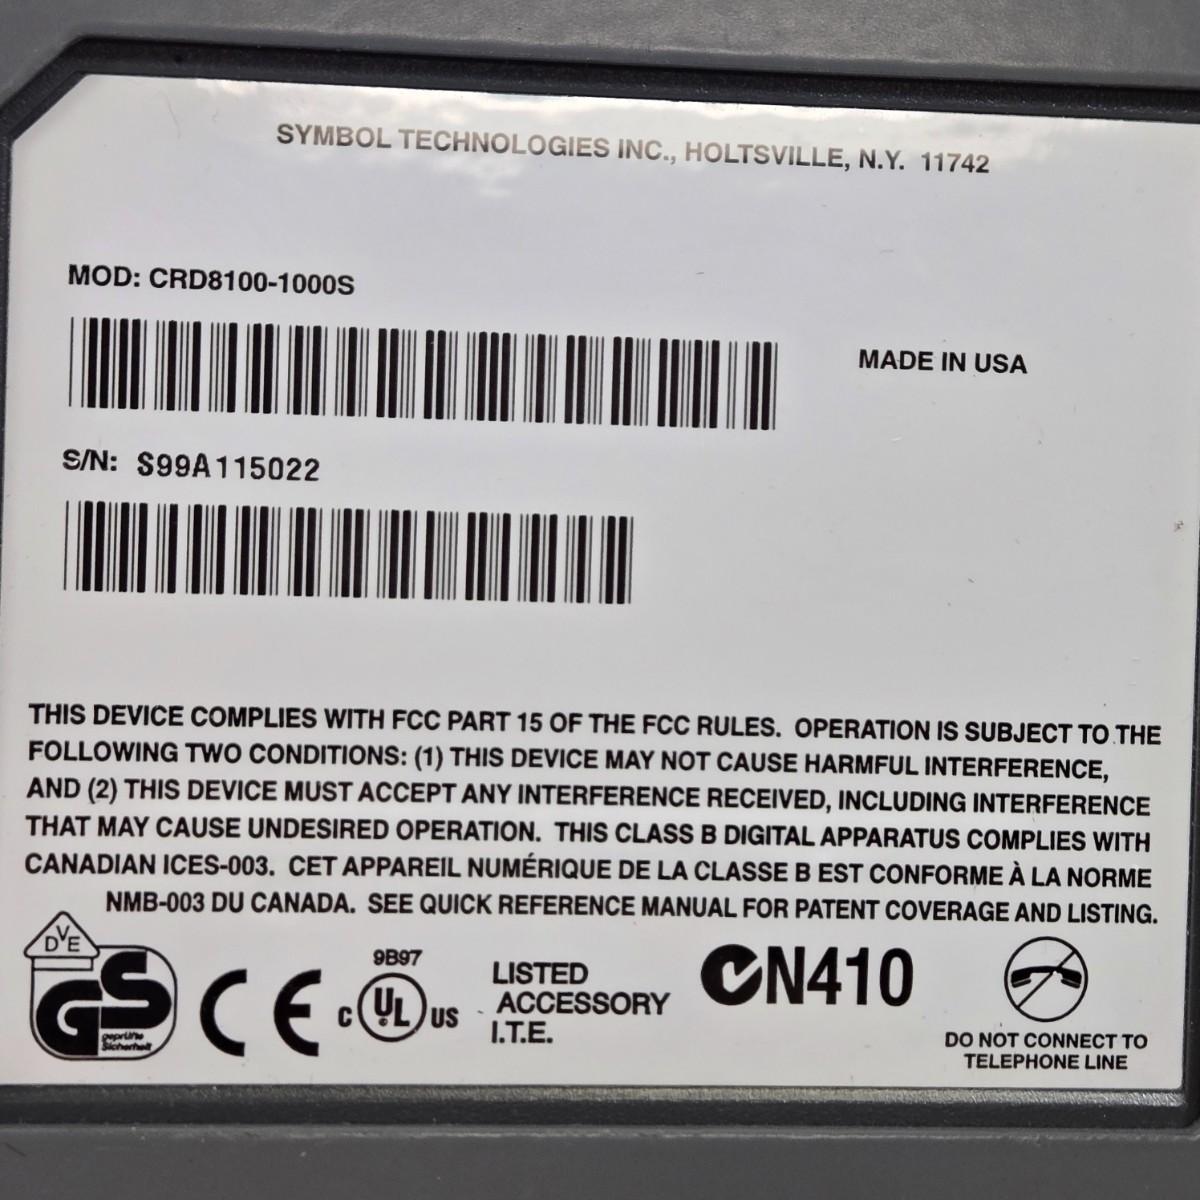 SYMBOL TECHNOLOGIES INC., HOLTSVILLE, N.Y. 11742
MOD: CRD8100-1000S
MADE IN USA
S/N: S99A115022
THIS DEVICE COMPLIES WITH FCC PART 15 OF THE FCC RULES. OPERATION IS SUBJECT TO THE
FOLLOWING TWO CONDITIONS: (1) THIS DEVICE MAY NOT CAUSE HARMFUL INTERFERENCE,
AND (2) THIS DEVICE MUST ACCEPT ANY INTERFERENCE RECEIVED, INCLUDING INTERFERENCE
THAT MAY CAUSE UNDESIRED OPERATION. THIS CLASS B DIGITAL APPARATUS COMPLIES WITH
CANADIAN ICES-003. CET APPAREIL NUMÉRIQUE DE LA CLASSE B EST CONFORME À LA NORME
NMB-003 DU CANADA. SEE QUICK REFERENCE MANUAL FOR PATENT COVERAGE AND LISTING.
DVE
GS
geprüfte
Sicherheit
CE
9B97
C UL US
LISTED
ACCESSORY
I.T.E.
N410
DO NOT CONNECT TO
TELEPHONE LINE